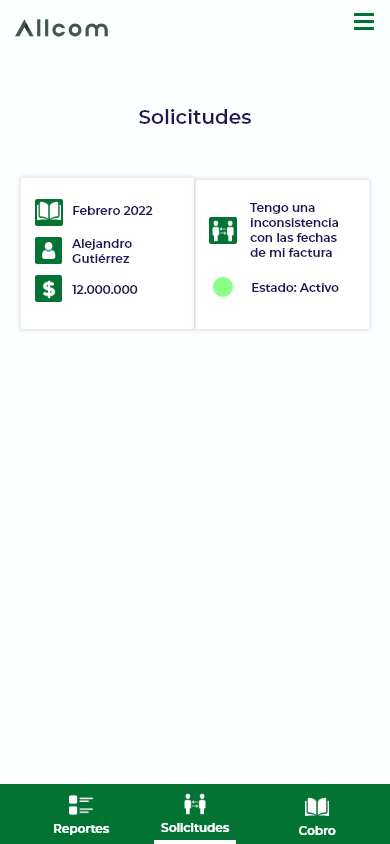 Allcom
Solicitudes
Febrero 2022
Alejandro
Gutiérrez
$
12.000.000
Tengo una
inconsistencia
con las fechas
de mi factura
Estado: Activo
Reportes
Solicitudes
Cobro